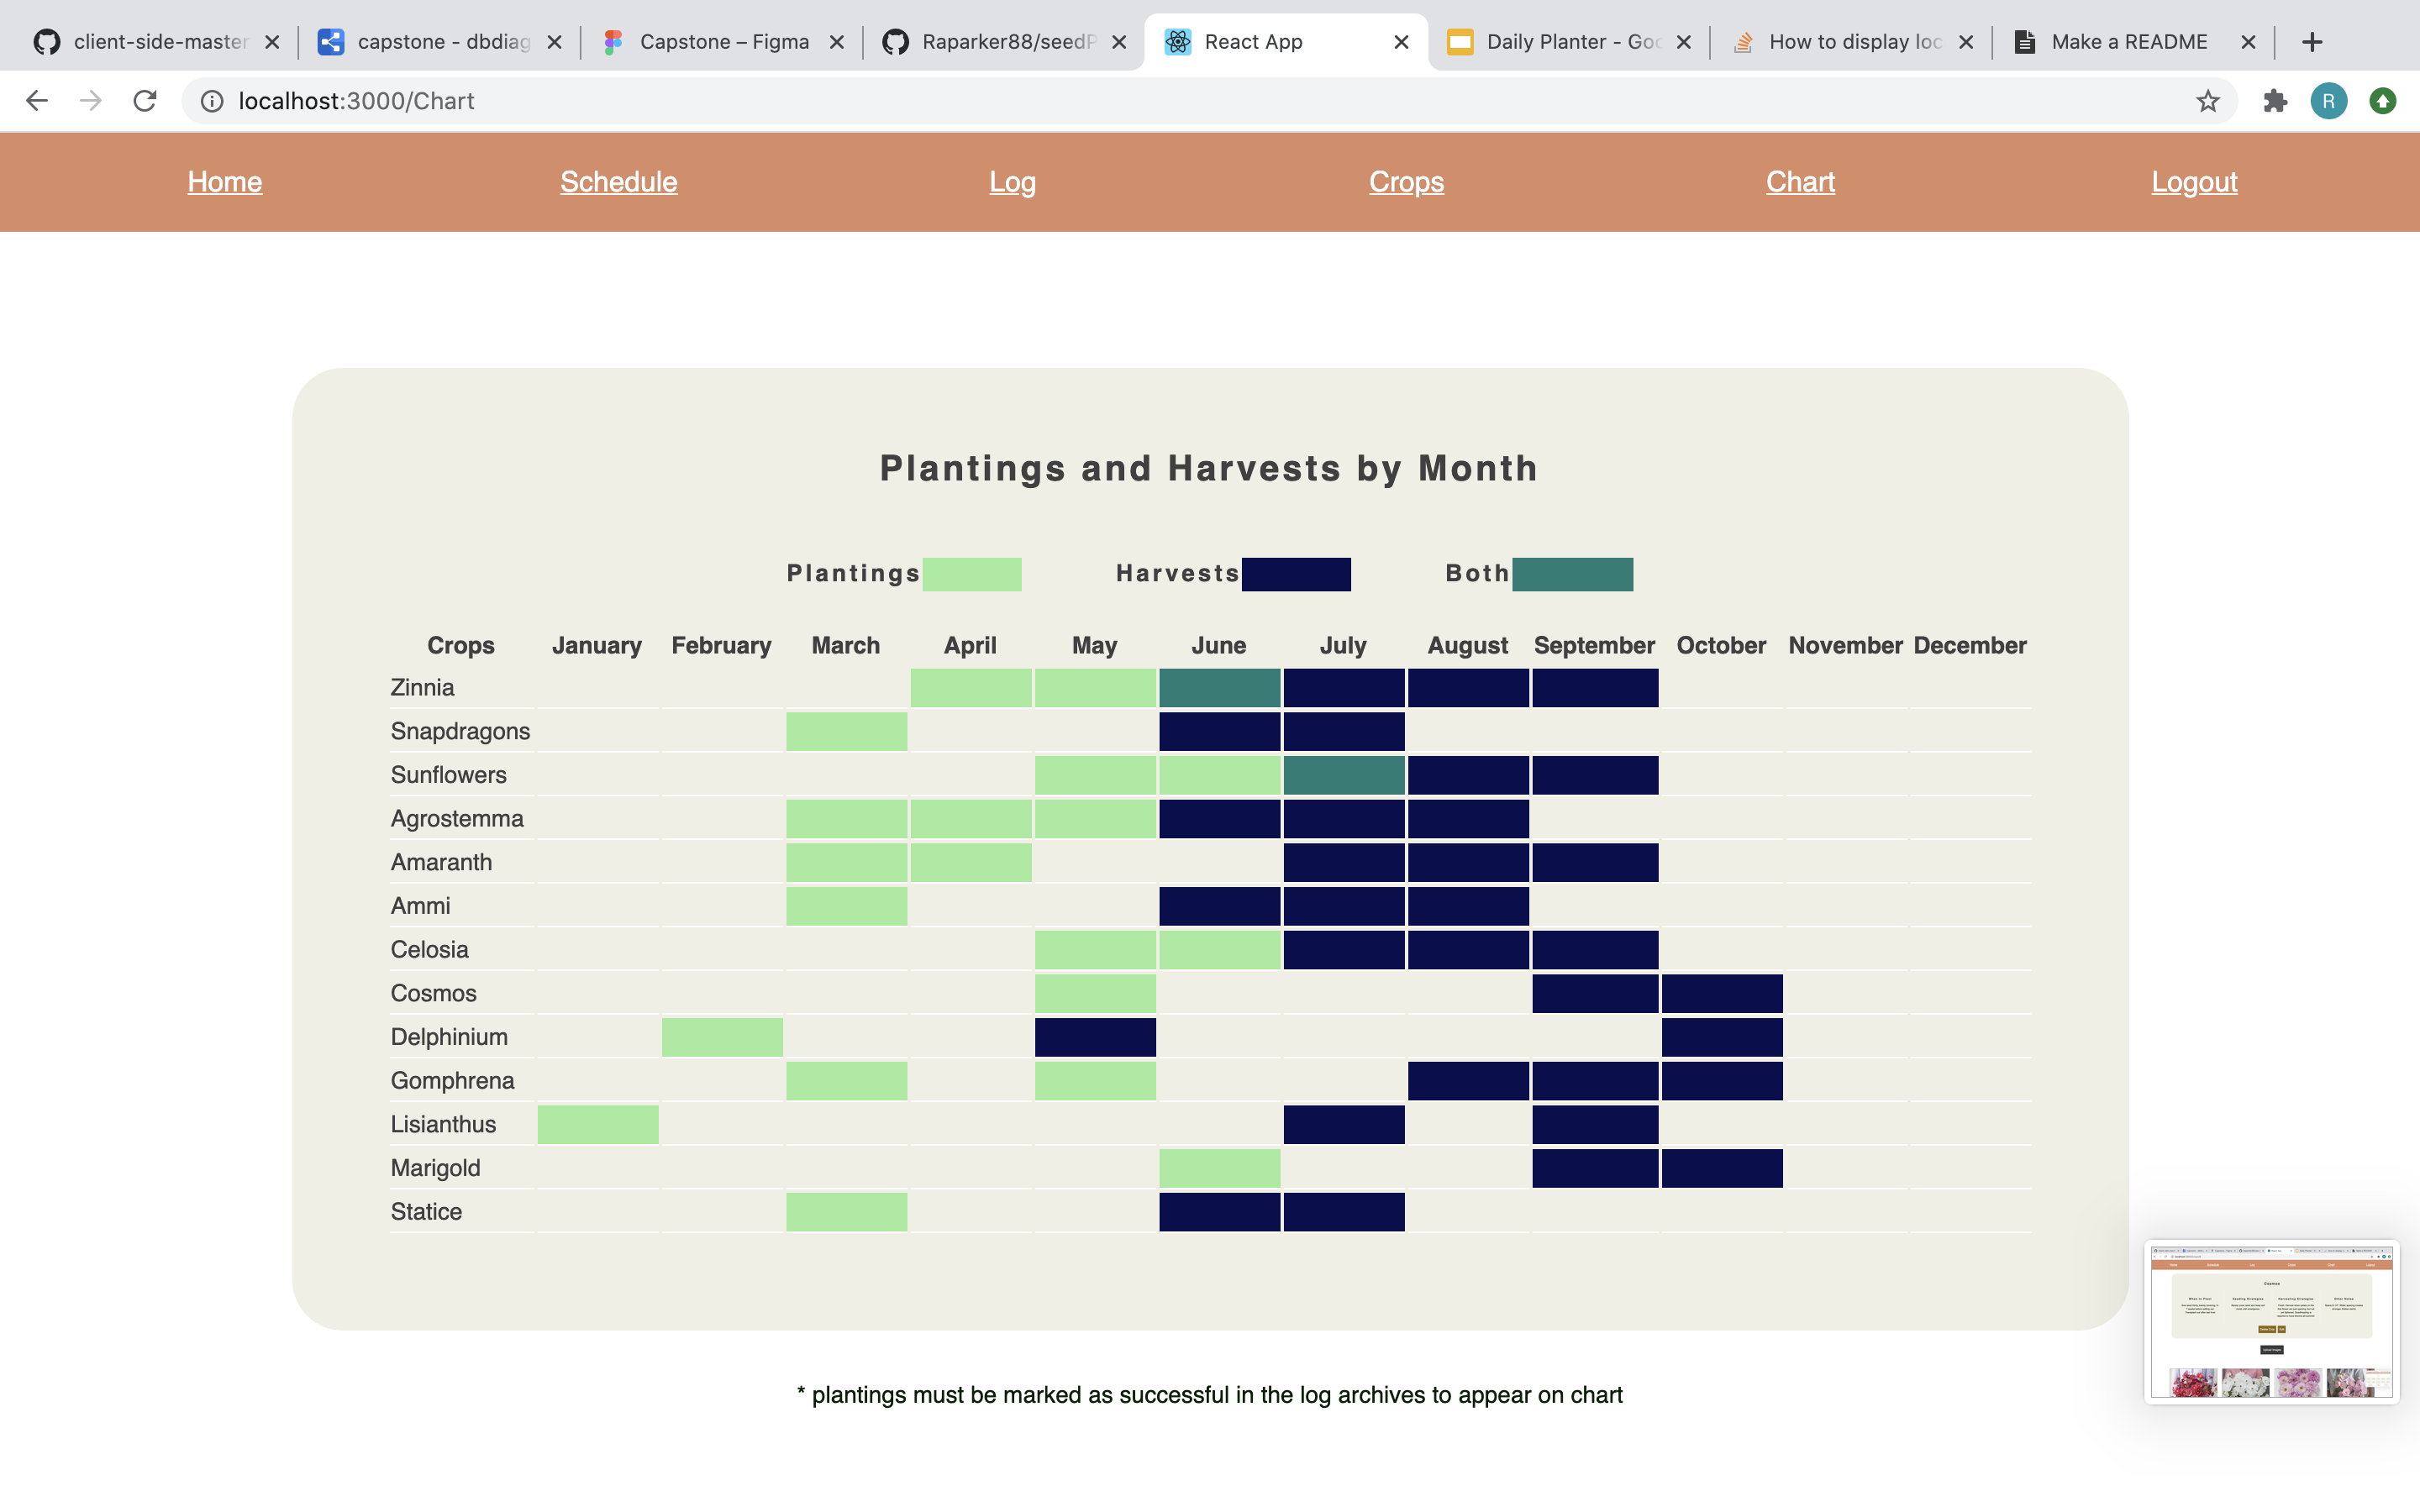 client-side-master
capstone - dbdiag
Capstone – Figma
Raparker88/seedP
React App
Daily Planter - Goo
How to display loc
Make a README
localhost:3000/Chart
R
Home Schedule Log Crops Chart Logout
Plantings and Harvests by Month
Plantings Harvests Both
Crops January February March April May June July August September October November December
Zinnia
Snapdragons
Sunflowers
Agrostemma
Amaranth
Ammi
Celosia
Cosmos
Delphinium
Gomphrena
Lisianthus
Marigold
Statice
* plantings must be marked as successful in the log archives to appear on chart
Cosmos